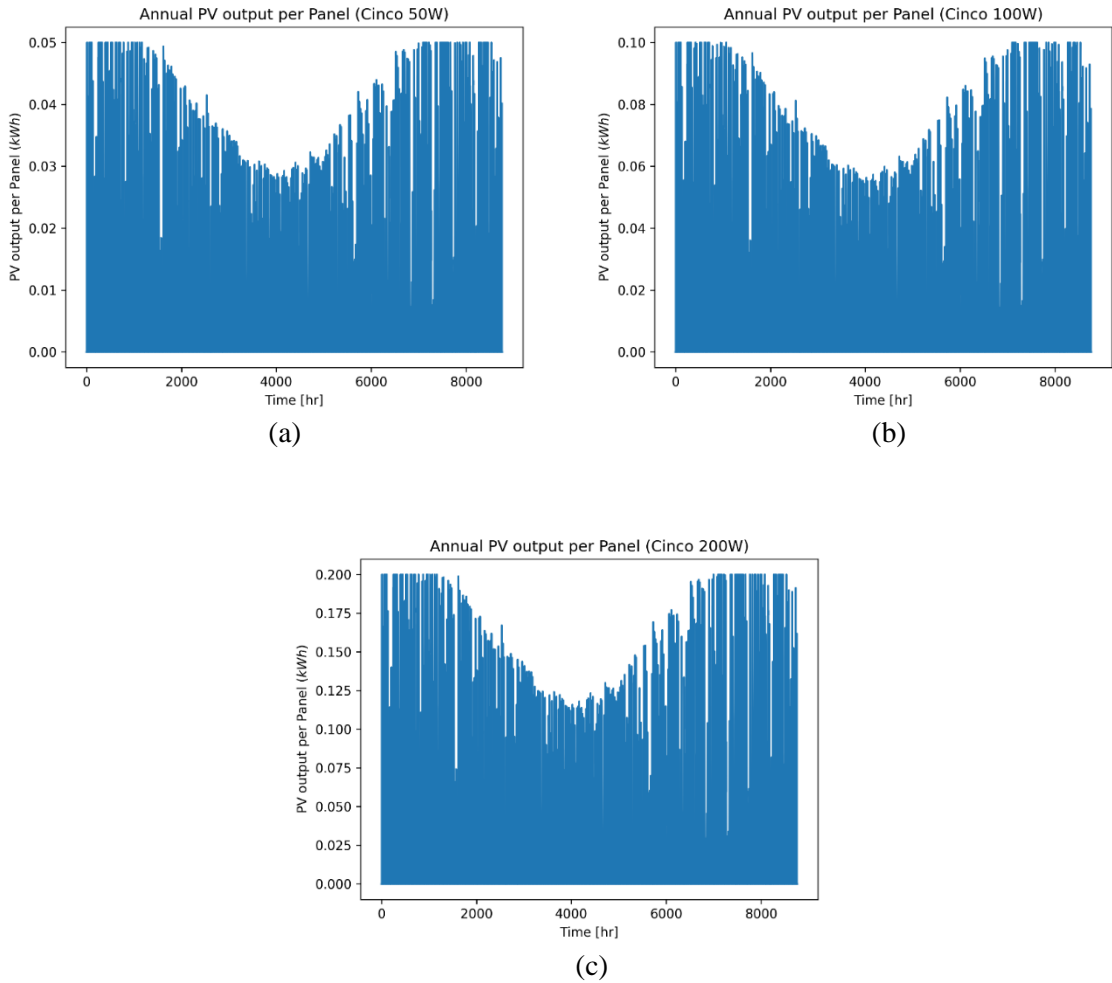 Annual PV output per Panel (Cinco 50W)
0.05
0.04
0.03
0.02
0.01
0.00
PV output per Panel (kWh)
0 2000 4000 6000 8000
Time [hr]
(a)
Annual PV output per Panel (Cinco 100W)
0.10
0.08
0.06
0.04
0.02
0.00
PV output per Panel (kWh)
0 2000 4000 6000 8000
Time [hr]
(b)
Annual PV output per Panel (Cinco 200W)
0.200
0.175
0.150
0.125
0.100
0.075
0.050
0.025
0.000
PV output per Panel (kWh)
0 2000 4000 6000 8000
Time [hr]
(c)